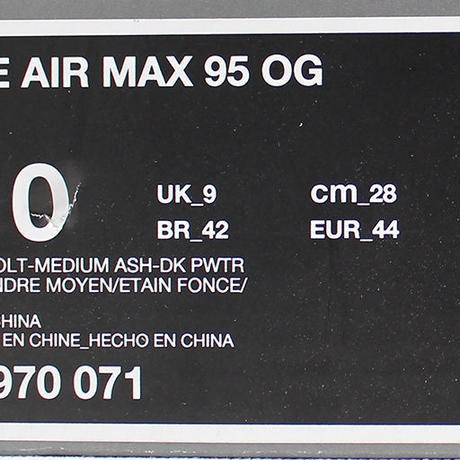 E AIR MAX 95 OG
0 UK_9 cm_28
BR_42 EUR_44
OLT-MEDIUM ASH-DK PWTR
NDRE MOYEN/ETAIN FONCE/
CHINA
EN CHINE_HECHO EN CHINA
970 071